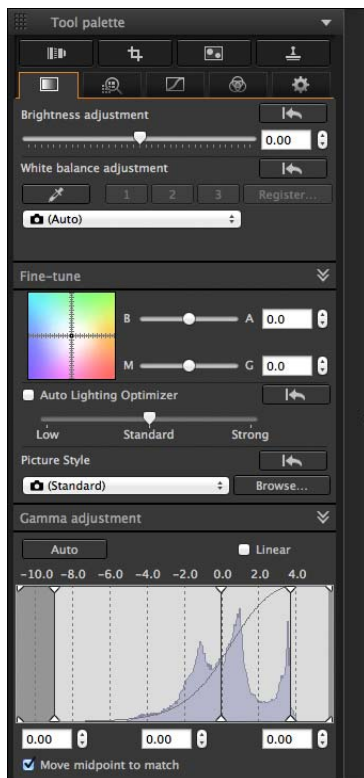 Tool palette
Brightness adjustment
0.00
White balance adjustment
1 2 3 Register...
(Auto)
Fine-tune
B A 0.0
M G 0.0
Auto Lighting Optimizer
Low Standard Strong
Picture Style
(Standard) Browse...
Gamma adjustment
Auto Linear
-10.0 -8.0 -6.0 -4.0 -2.0 0.0 2.0 4.0
0.00 0.00 0.00
Move midpoint to match